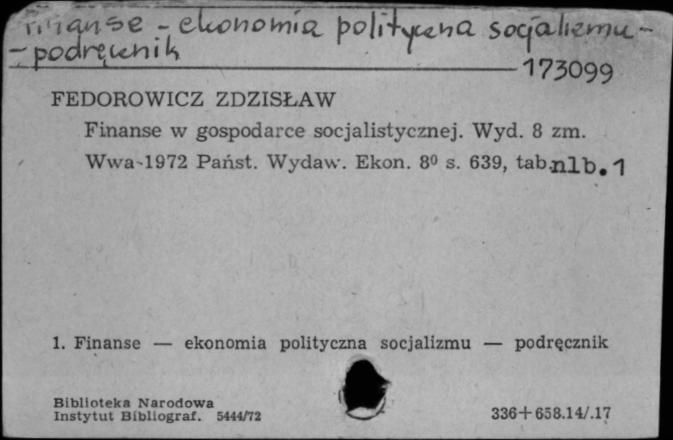 Finanse - ekonomia polityczna socjalizmu -
- podręcznik
173099
FEDOROWICZ ZDZISŁAW
Finanse w gospodarce socjalistycznej. Wyd. 8 zm.
Wwa-1972 Państ. Wydaw. Ekon. 8⁰ s. 639, tab. nlb. 1
1. Finanse — ekonomia polityczna socjalizmu — podręcznik
Biblioteka Narodowa
Instytut Bibliograf. 5444/72
336+658.14/.17